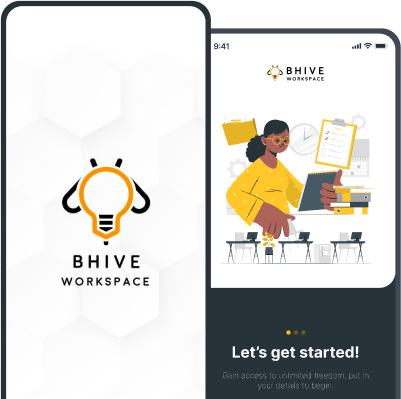 BHIVE
WORKSPACE
9:41
BHIVE
WORKSPACE
Let's get started!
Gain access to unlimited freedom, put in
your details to begin.